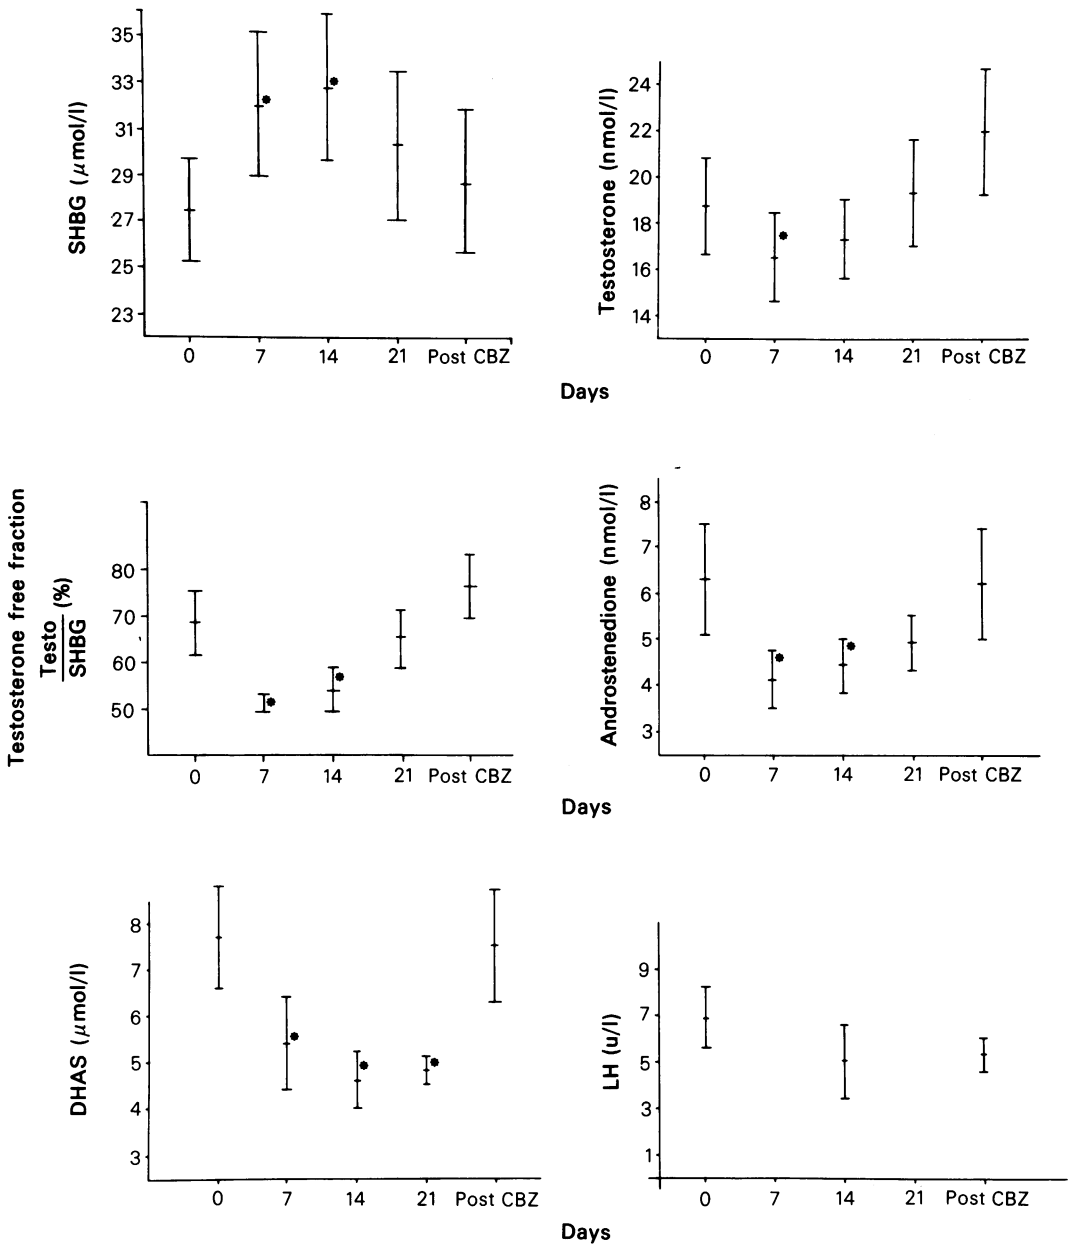 SHBG (μmol/l)
35
33
31
29
27
25
23
0 7 14 21 Post CBZ
Testosterone (nmol/l)
24
22
20
18
16
14
0 7 14 21 Post CBZ
Days
Testosterone free fraction
Testo
SHBG
(%)
80
70
60
50
0 7 14 21 Post CBZ
Androstenedione (nmol/l)
8
7
6
5
4
3
0 7 14 21 Post CBZ
Days
DHAS (μmol/l)
8
7
6
5
4
3
0 7 14 21 Post CBZ
LH (u/l)
9
7
5
3
1
0 7 14 21 Post CBZ
Days